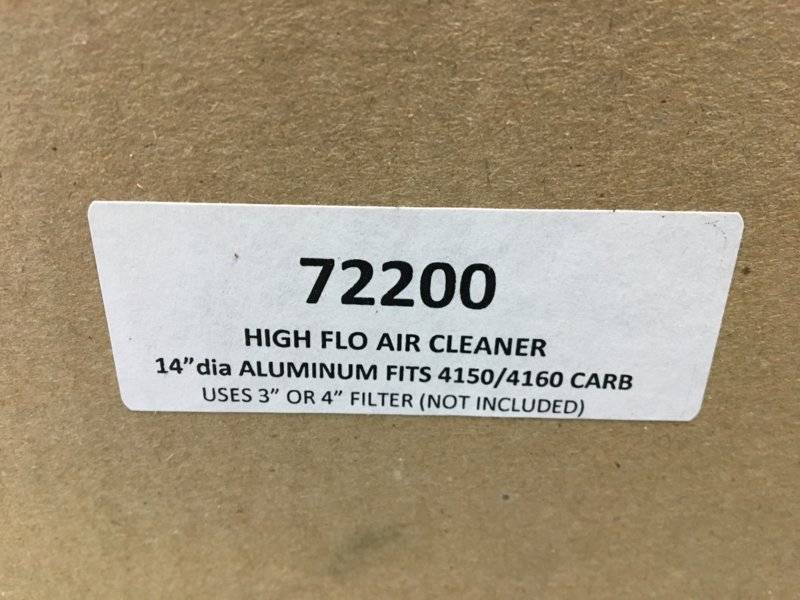 72200
HIGH FLO AIR CLEANER
14”dia ALUMINUM FITS 4150/4160 CARB
USES 3” OR 4” FILTER (NOT INCLUDED)